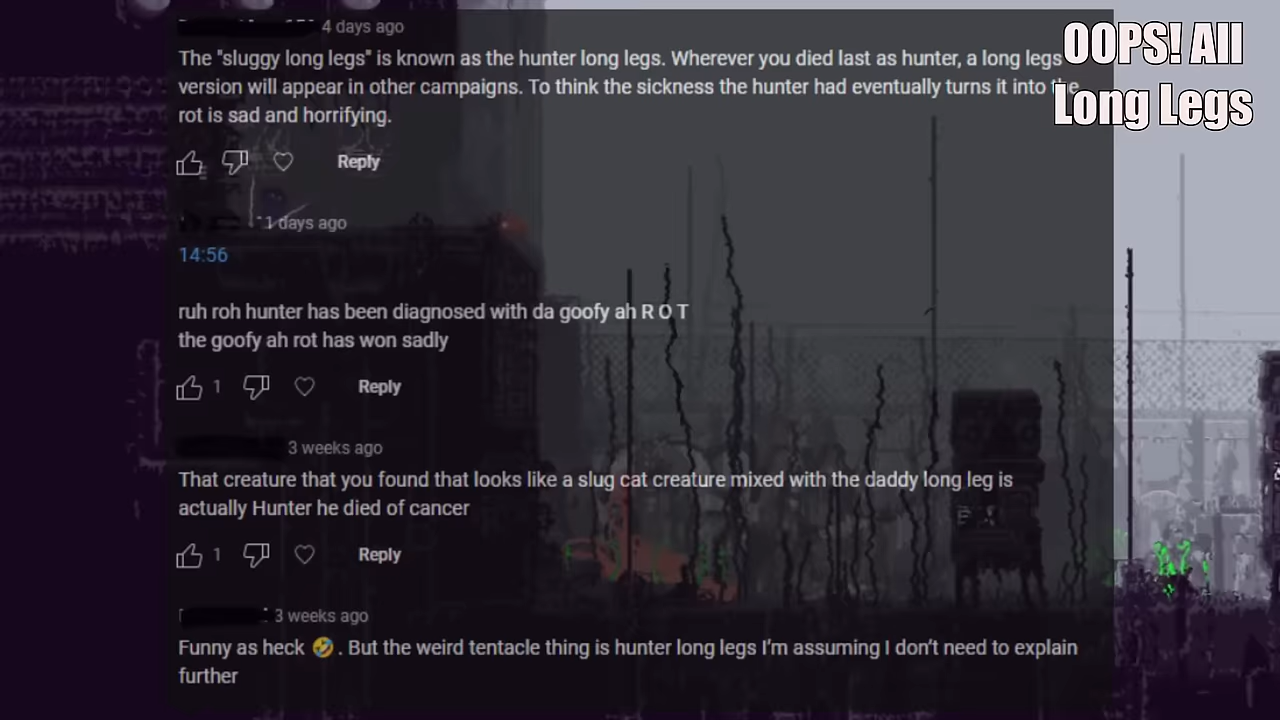 OOPS! All
Long Legs
4 days ago
The "sluggy long legs" is known as the hunter long legs. Wherever you died last as hunter, a long legs
version will appear in other campaigns. To think the sickness the hunter had eventually turns it into the
rot is sad and horrifying.
Reply
11 days ago
14:56
ruh roh hunter has been diagnosed with da goofy ah R O T
the goofy ah rot has won sadly
1 Reply
3 weeks ago
That creature that you found that looks like a slug cat creature mixed with the daddy long leg is
actually Hunter he died of cancer
1 Reply
3 weeks ago
Funny as heck 🤣 . But the weird tentacle thing is hunter long legs I'm assuming I don't need to explain
further